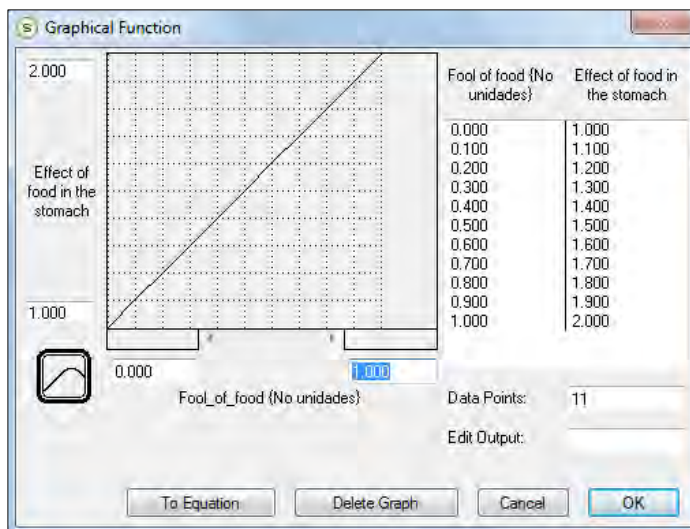 S Graphical Function
2.000
Effect of
food in the
stomach
1.000
0.000 1.000
Fool_of_food {No unidades}
Fool of food {No
unidades}
Effect of food in
the stomach
0.000 1.000
0.100 1.100
0.200 1.200
0.300 1.300
0.400 1.400
0.500 1.500
0.600 1.600
0.700 1.700
0.800 1.800
0.900 1.900
1.000 2.000
Data Points: 11
Edit Output:
To Equation Delete Graph Cancel OK